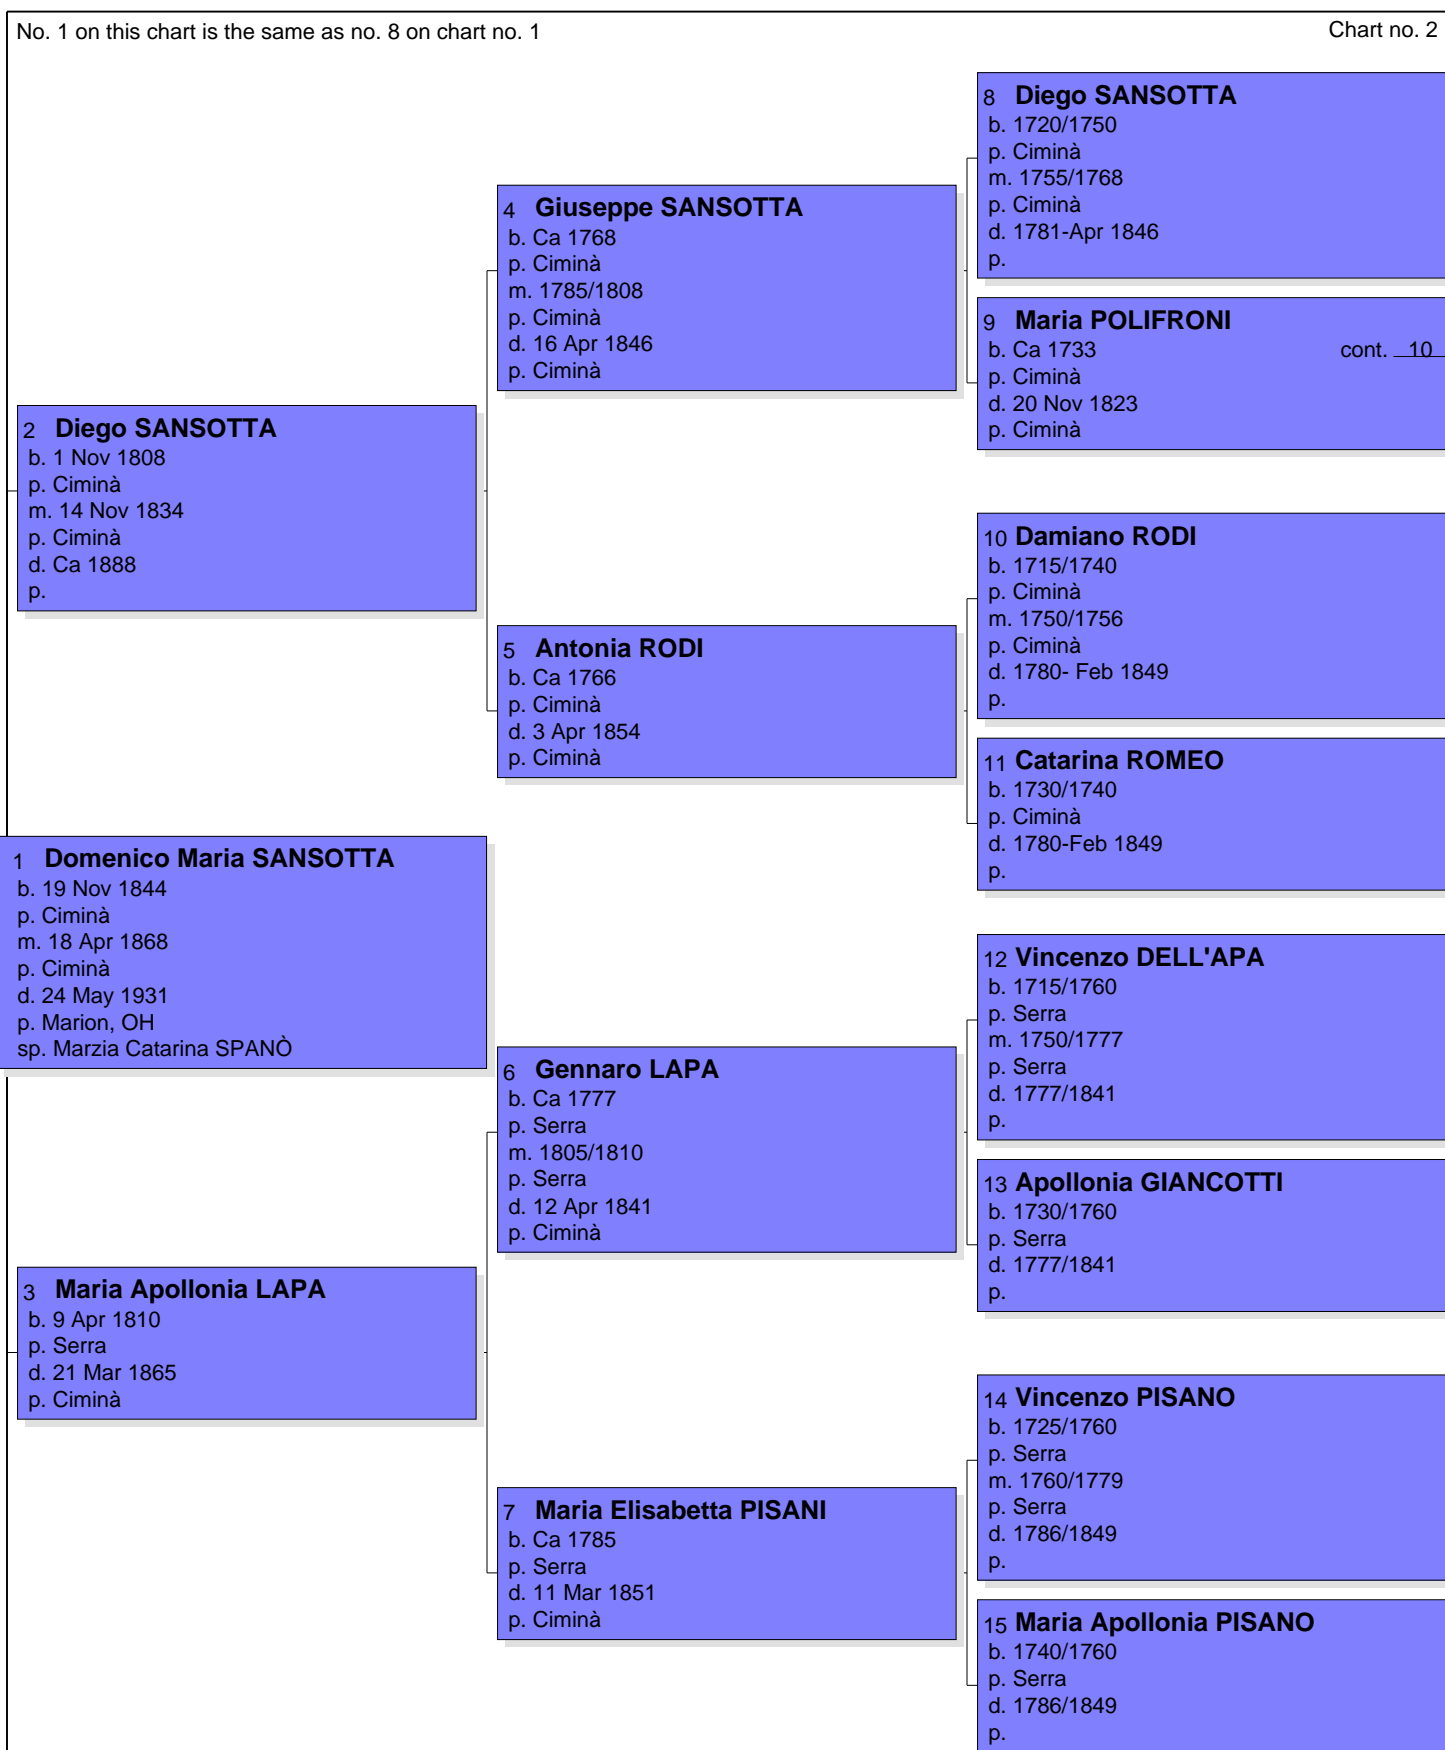 No. 1 on this chart is the same as no. 8 on chart no. 1
Chart no. 2
8 Diego SANSOTTA
b. 1720/1750
p. Ciminà
m. 1755/1768
p. Ciminà
d. 1781-Apr 1846
p.
4 Giuseppe SANSOTTA
b. Ca 1768
p. Ciminà
m. 1785/1808
p. Ciminà
d. 16 Apr 1846
p. Ciminà
9 Maria POLIFRONI
b. Ca 1733 cont. 10
p. Ciminà
d. 20 Nov 1823
p. Ciminà
2 Diego SANSOTTA
b. 1 Nov 1808
p. Ciminà
m. 14 Nov 1834
p. Ciminà
d. Ca 1888
p.
10 Damiano RODI
b. 1715/1740
p. Ciminà
m. 1750/1756
p. Ciminà
d. 1780- Feb 1849
p.
5 Antonia RODI
b. Ca 1766
p. Ciminà
d. 3 Apr 1854
p. Ciminà
11 Catarina ROMEO
b. 1730/1740
p. Ciminà
d. 1780-Feb 1849
p.
1 Domenico Maria SANSOTTA
b. 19 Nov 1844
p. Ciminà
m. 18 Apr 1868
p. Ciminà
d. 24 May 1931
p. Marion, OH
sp. Marzia Catarina SPANÒ
12 Vincenzo DELL'APA
b. 1715/1760
p. Serra
m. 1750/1777
p. Serra
d. 1777/1841
p.
6 Gennaro LAPA
b. Ca 1777
p. Serra
m. 1805/1810
p. Serra
d. 12 Apr 1841
p. Ciminà
13 Apollonia GIANCOTTI
b. 1730/1760
p. Serra
d. 1777/1841
p.
3 Maria Apollonia LAPA
b. 9 Apr 1810
p. Serra
d. 21 Mar 1865
p. Ciminà
14 Vincenzo PISANO
b. 1725/1760
p. Serra
m. 1760/1779
p. Serra
d. 1786/1849
p.
7 Maria Elisabetta PISANI
b. Ca 1785
p. Serra
d. 11 Mar 1851
p. Ciminà
15 Maria Apollonia PISANO
b. 1740/1760
p. Serra
d. 1786/1849
p.